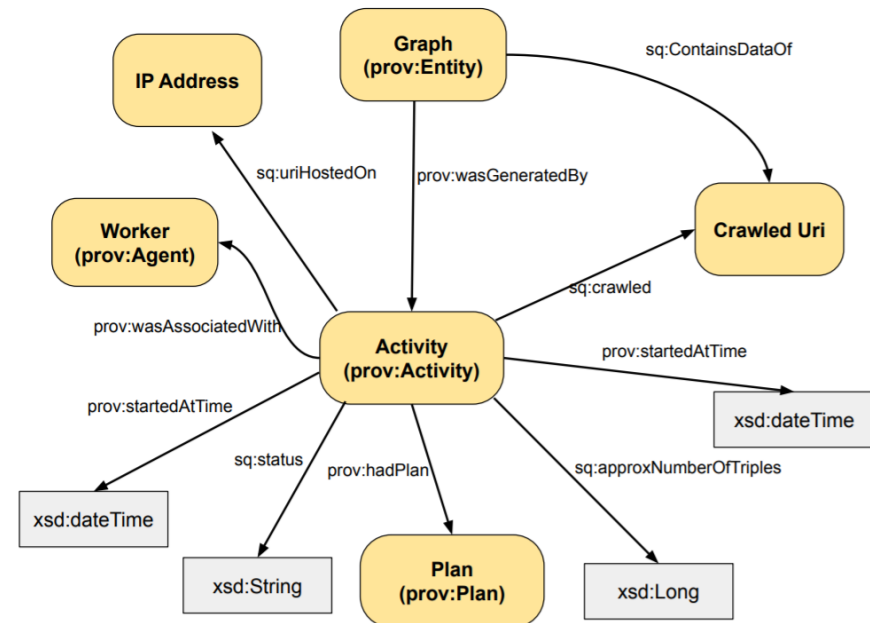 Graph
(prov:Entity)
sq:ContainsDataOf
IP Address
sq:uriHostedOn
prov:wasGeneratedBy
Worker
(prov:Agent)
Crawled Uri
sq:crawled
prov:wasAssociatedWith
Activity
(prov:Activity)
prov:startedAtTime
prov:startedAtTime
xsd:dateTime
sq:status
prov:hadPlan
sq:approxNumberOfTriples
xsd:dateTime
xsd:String
Plan
(prov:Plan)
xsd:Long